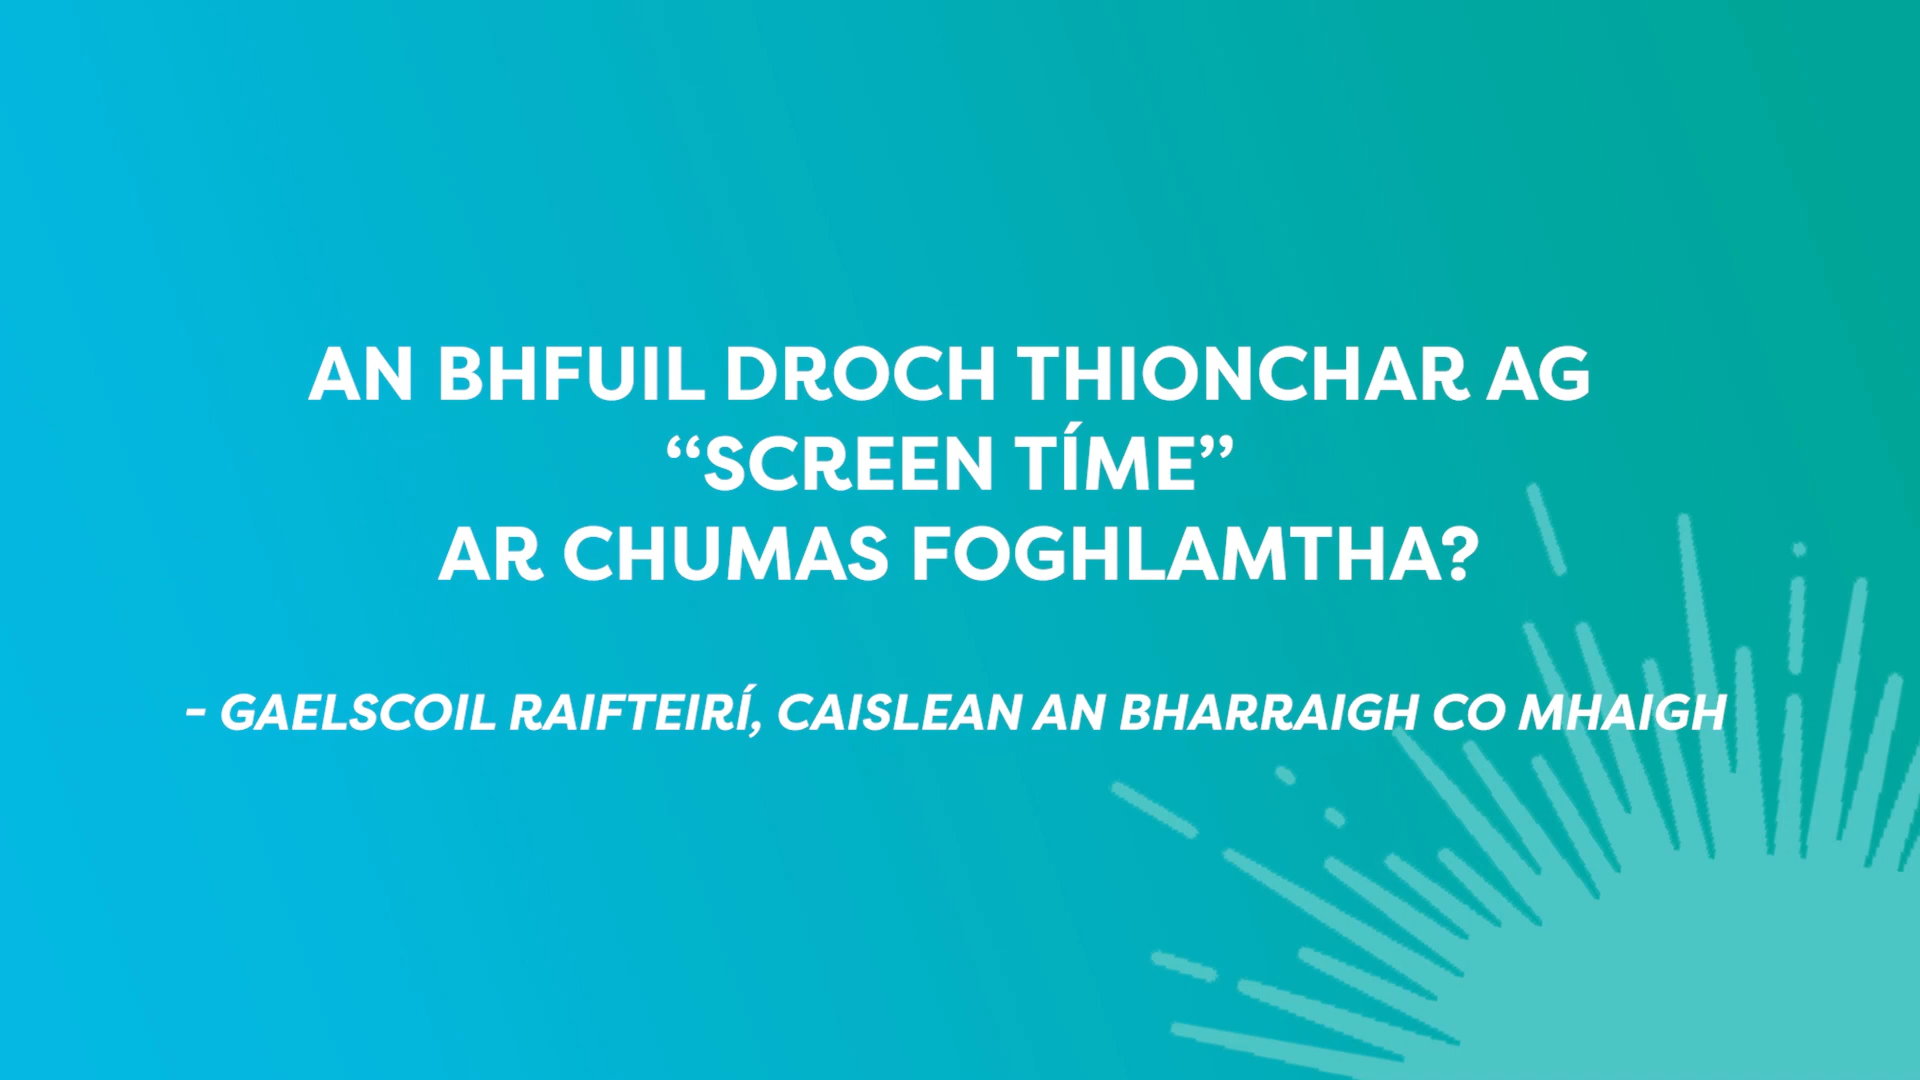 AN BHFUIL DROCH THIONCHAR AG
“SCREEN TÍME”
AR CHUMAS FOGHLAMTHA?
- GAELSCOIL RAIFTEIRÍ, CAISLEAN AN BHARRAIGH CO MHAIGH